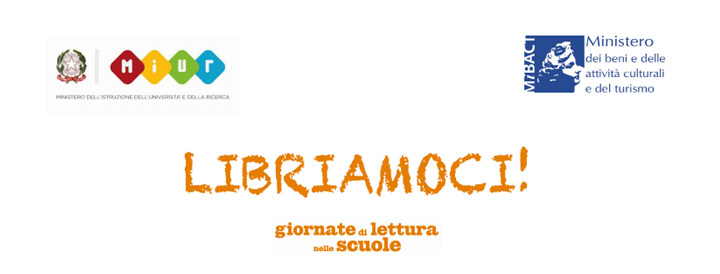 MIUR
MINISTERO DELL'ISTRUZIONE DELL'UNIVERSITÀ E DELLA RICERCA
MiBACT
Ministero
dei beni e delle
attività culturali
e del turismo
LIBRIAMOCI!
giornate di lettura
nelle scuole